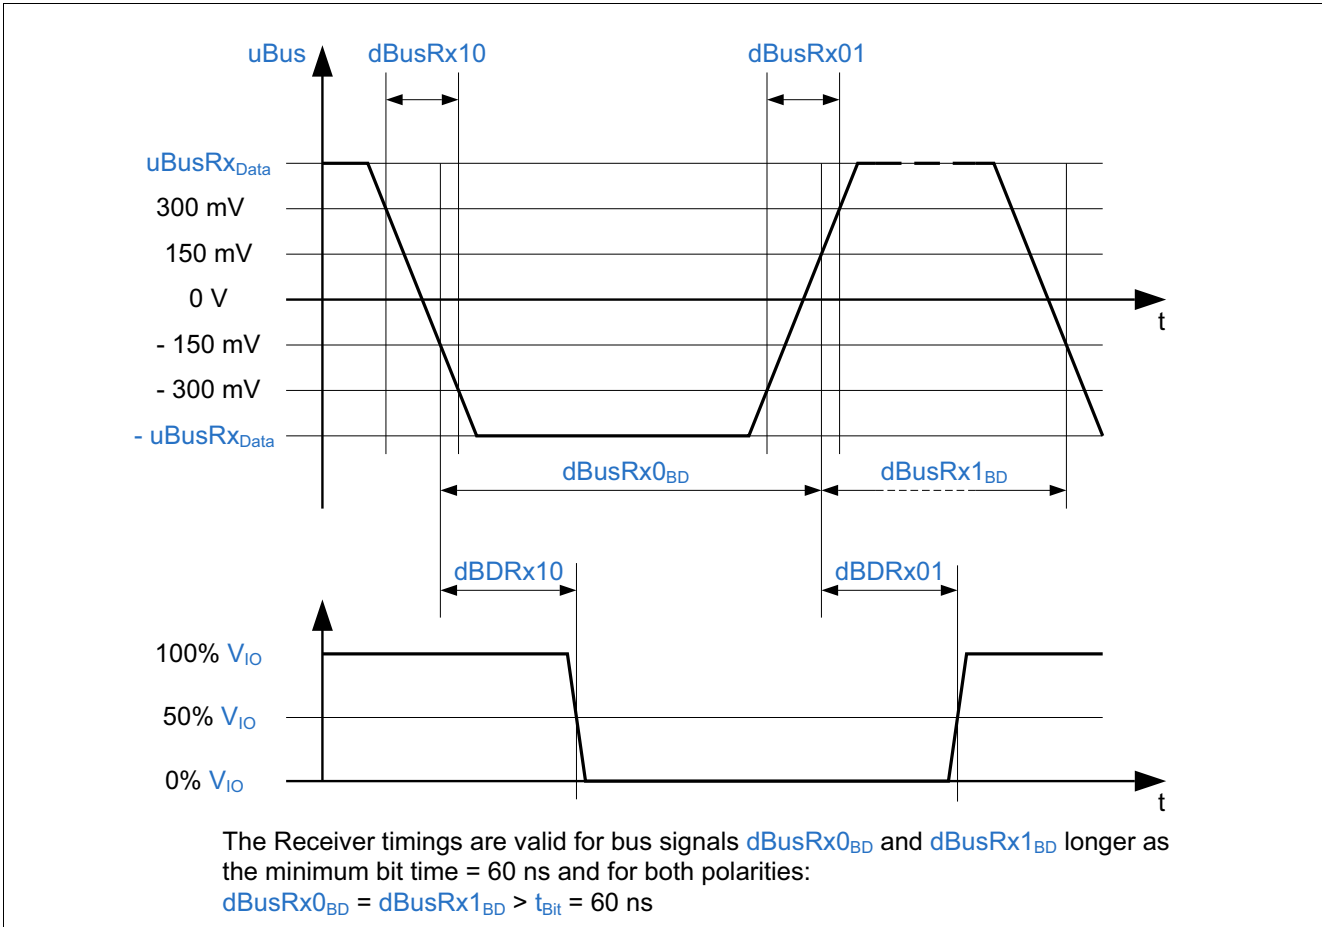 uBus
dBusRx10
dBusRx01
uBusRxData
300 mV
150 mV
0 V
t
- 150 mV
- 300 mV
- uBusRxData
dBusRx0BD
dBusRx1BD
dBDRx10
dBDRx01
100% VIO
50% VIO
0% VIO
t
The Receiver timings are valid for bus signals dBusRx0BD and dBusRx1BD longer as
the minimum bit time = 60 ns and for both polarities:
dBusRx0BD = dBusRx1BD > tBit = 60 ns